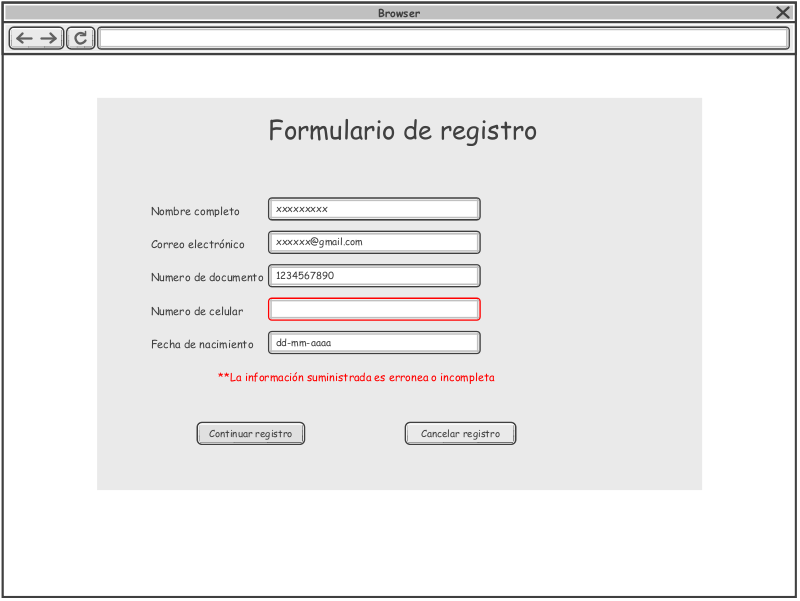 Browser
Formulario de registro
Nombre completo xxxxxxxxx
Correo electrónico xxxxxx@gmail.com
Numero de documento 1234567890
Numero de celular
Fecha de nacimiento dd-mm-aaaa
**La información suministrada es erronea o incompleta
Continuar registro Cancelar registro